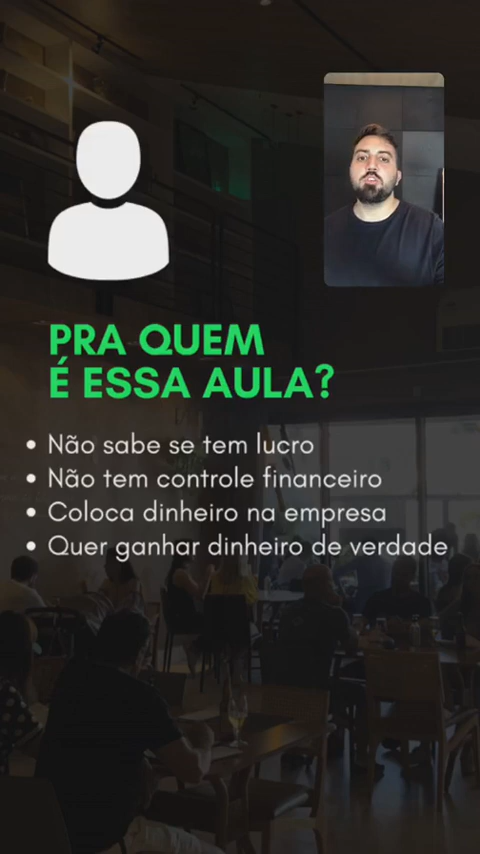 PRA QUEM
É ESSA AULA?
• Não sabe se tem lucro
• Não tem controle financeiro
• Coloca dinheiro na empresa
• Quer ganhar dinheiro de verdade